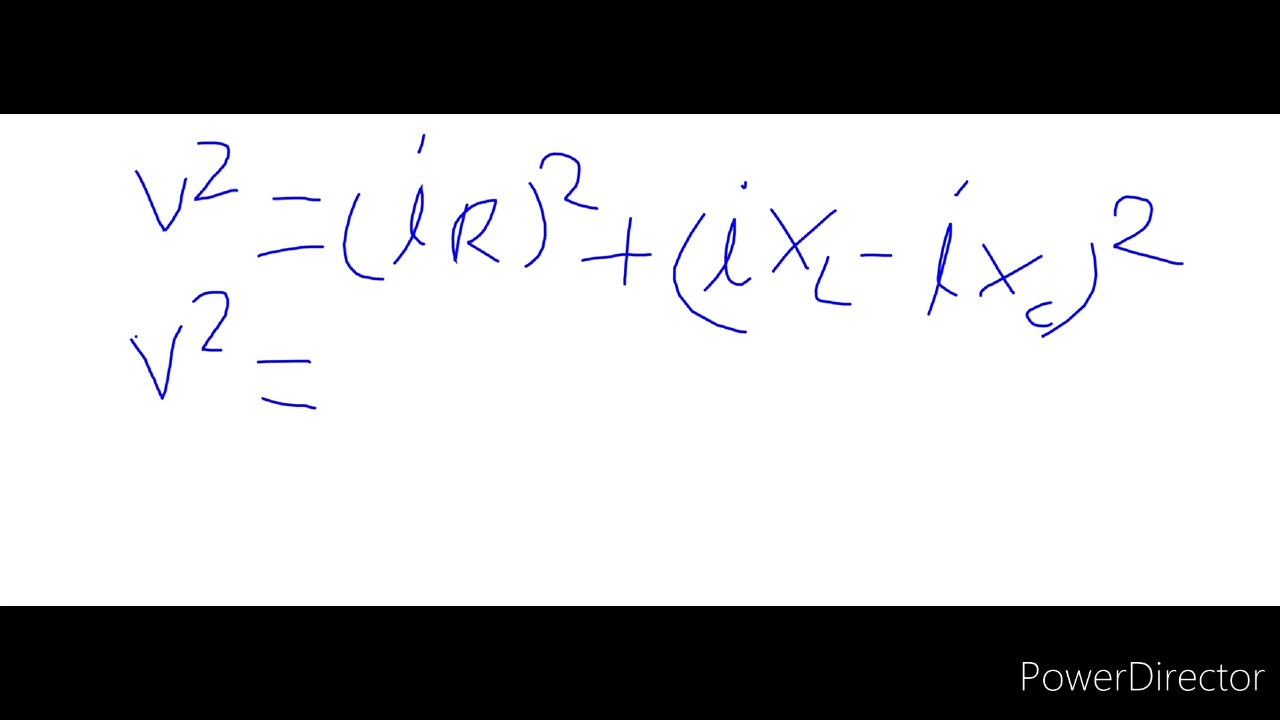 v² = (iR)² + (iX_L - iX_c)²
v² =
PowerDirector